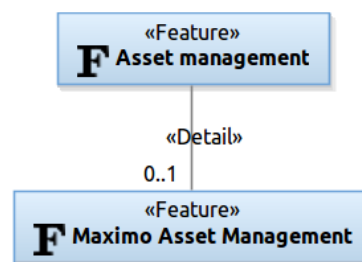 «Feature»
F Asset management
«Detail»
0..1
«Feature»
F Maximo Asset Management